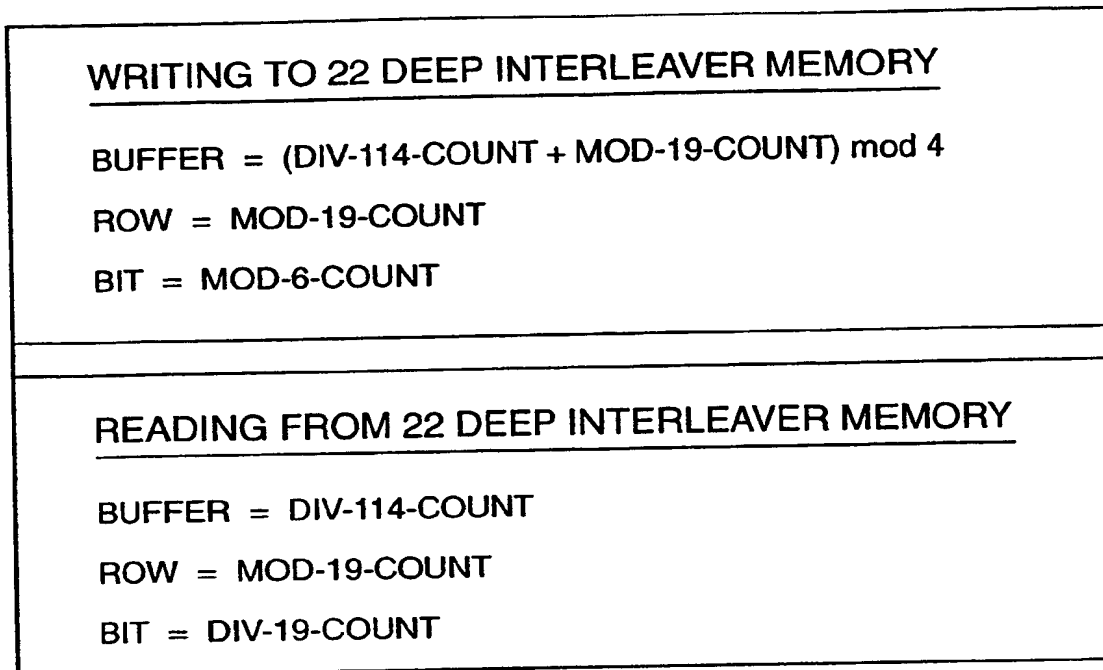 WRITING TO 22 DEEP INTERLEAVER MEMORY
BUFFER = (DIV-114-COUNT + MOD-19-COUNT) mod 4
ROW = MOD-19-COUNT
BIT = MOD-6-COUNT
READING FROM 22 DEEP INTERLEAVER MEMORY
BUFFER = DIV-114-COUNT
ROW = MOD-19-COUNT
BIT = DIV-19-COUNT